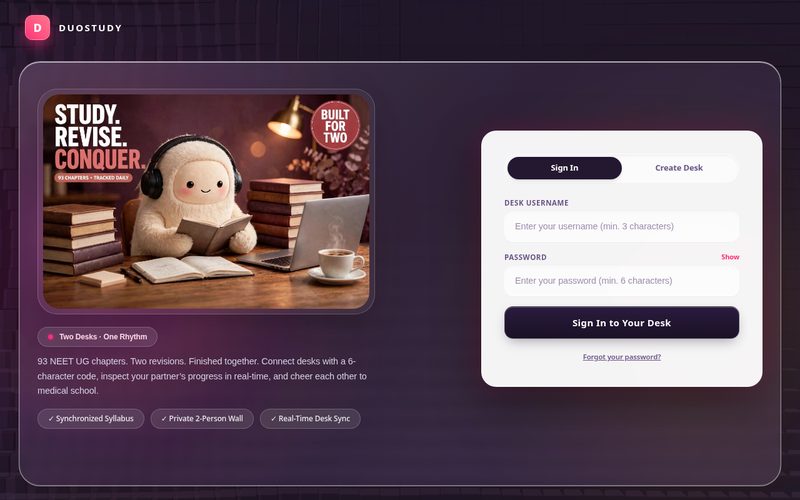 D
DUOSTUDY
STUDY.
REVISE.
CONQUER.
93 CHAPTERS • TRACKED DAILY
BUILT
FOR
TWO
Two Desks · One Rhythm
93 NEET UG chapters. Two revisions. Finished together. Connect desks with a 6-
character code, inspect your partner's progress in real-time, and cheer each other to
medical school.
✓ Synchronized Syllabus
✓ Private 2-Person Wall
✓ Real-Time Desk Sync
Sign In
Create Desk
DESK USERNAME
Enter your username (min. 3 characters)
PASSWORD
Show
Enter your password (min. 6 characters)
Sign In to Your Desk
Forgot your password?